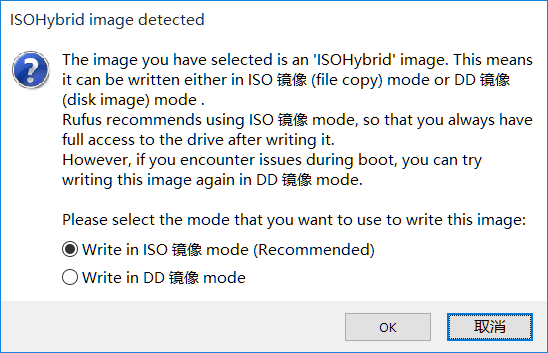 ISOHybrid image detected
The image you have selected is an 'ISOHybrid' image. This means
it can be written either in ISO 镜像 (file copy) mode or DD 镜像
(disk image) mode .
Rufus recommends using ISO 镜像 mode, so that you always have
full access to the drive after writing it.
However, if you encounter issues during boot, you can try
writing this image again in DD 镜像 mode.
Please select the mode that you want to use to write this image:
Write in ISO 镜像 mode (Recommended)
Write in DD 镜像 mode
OK
取消